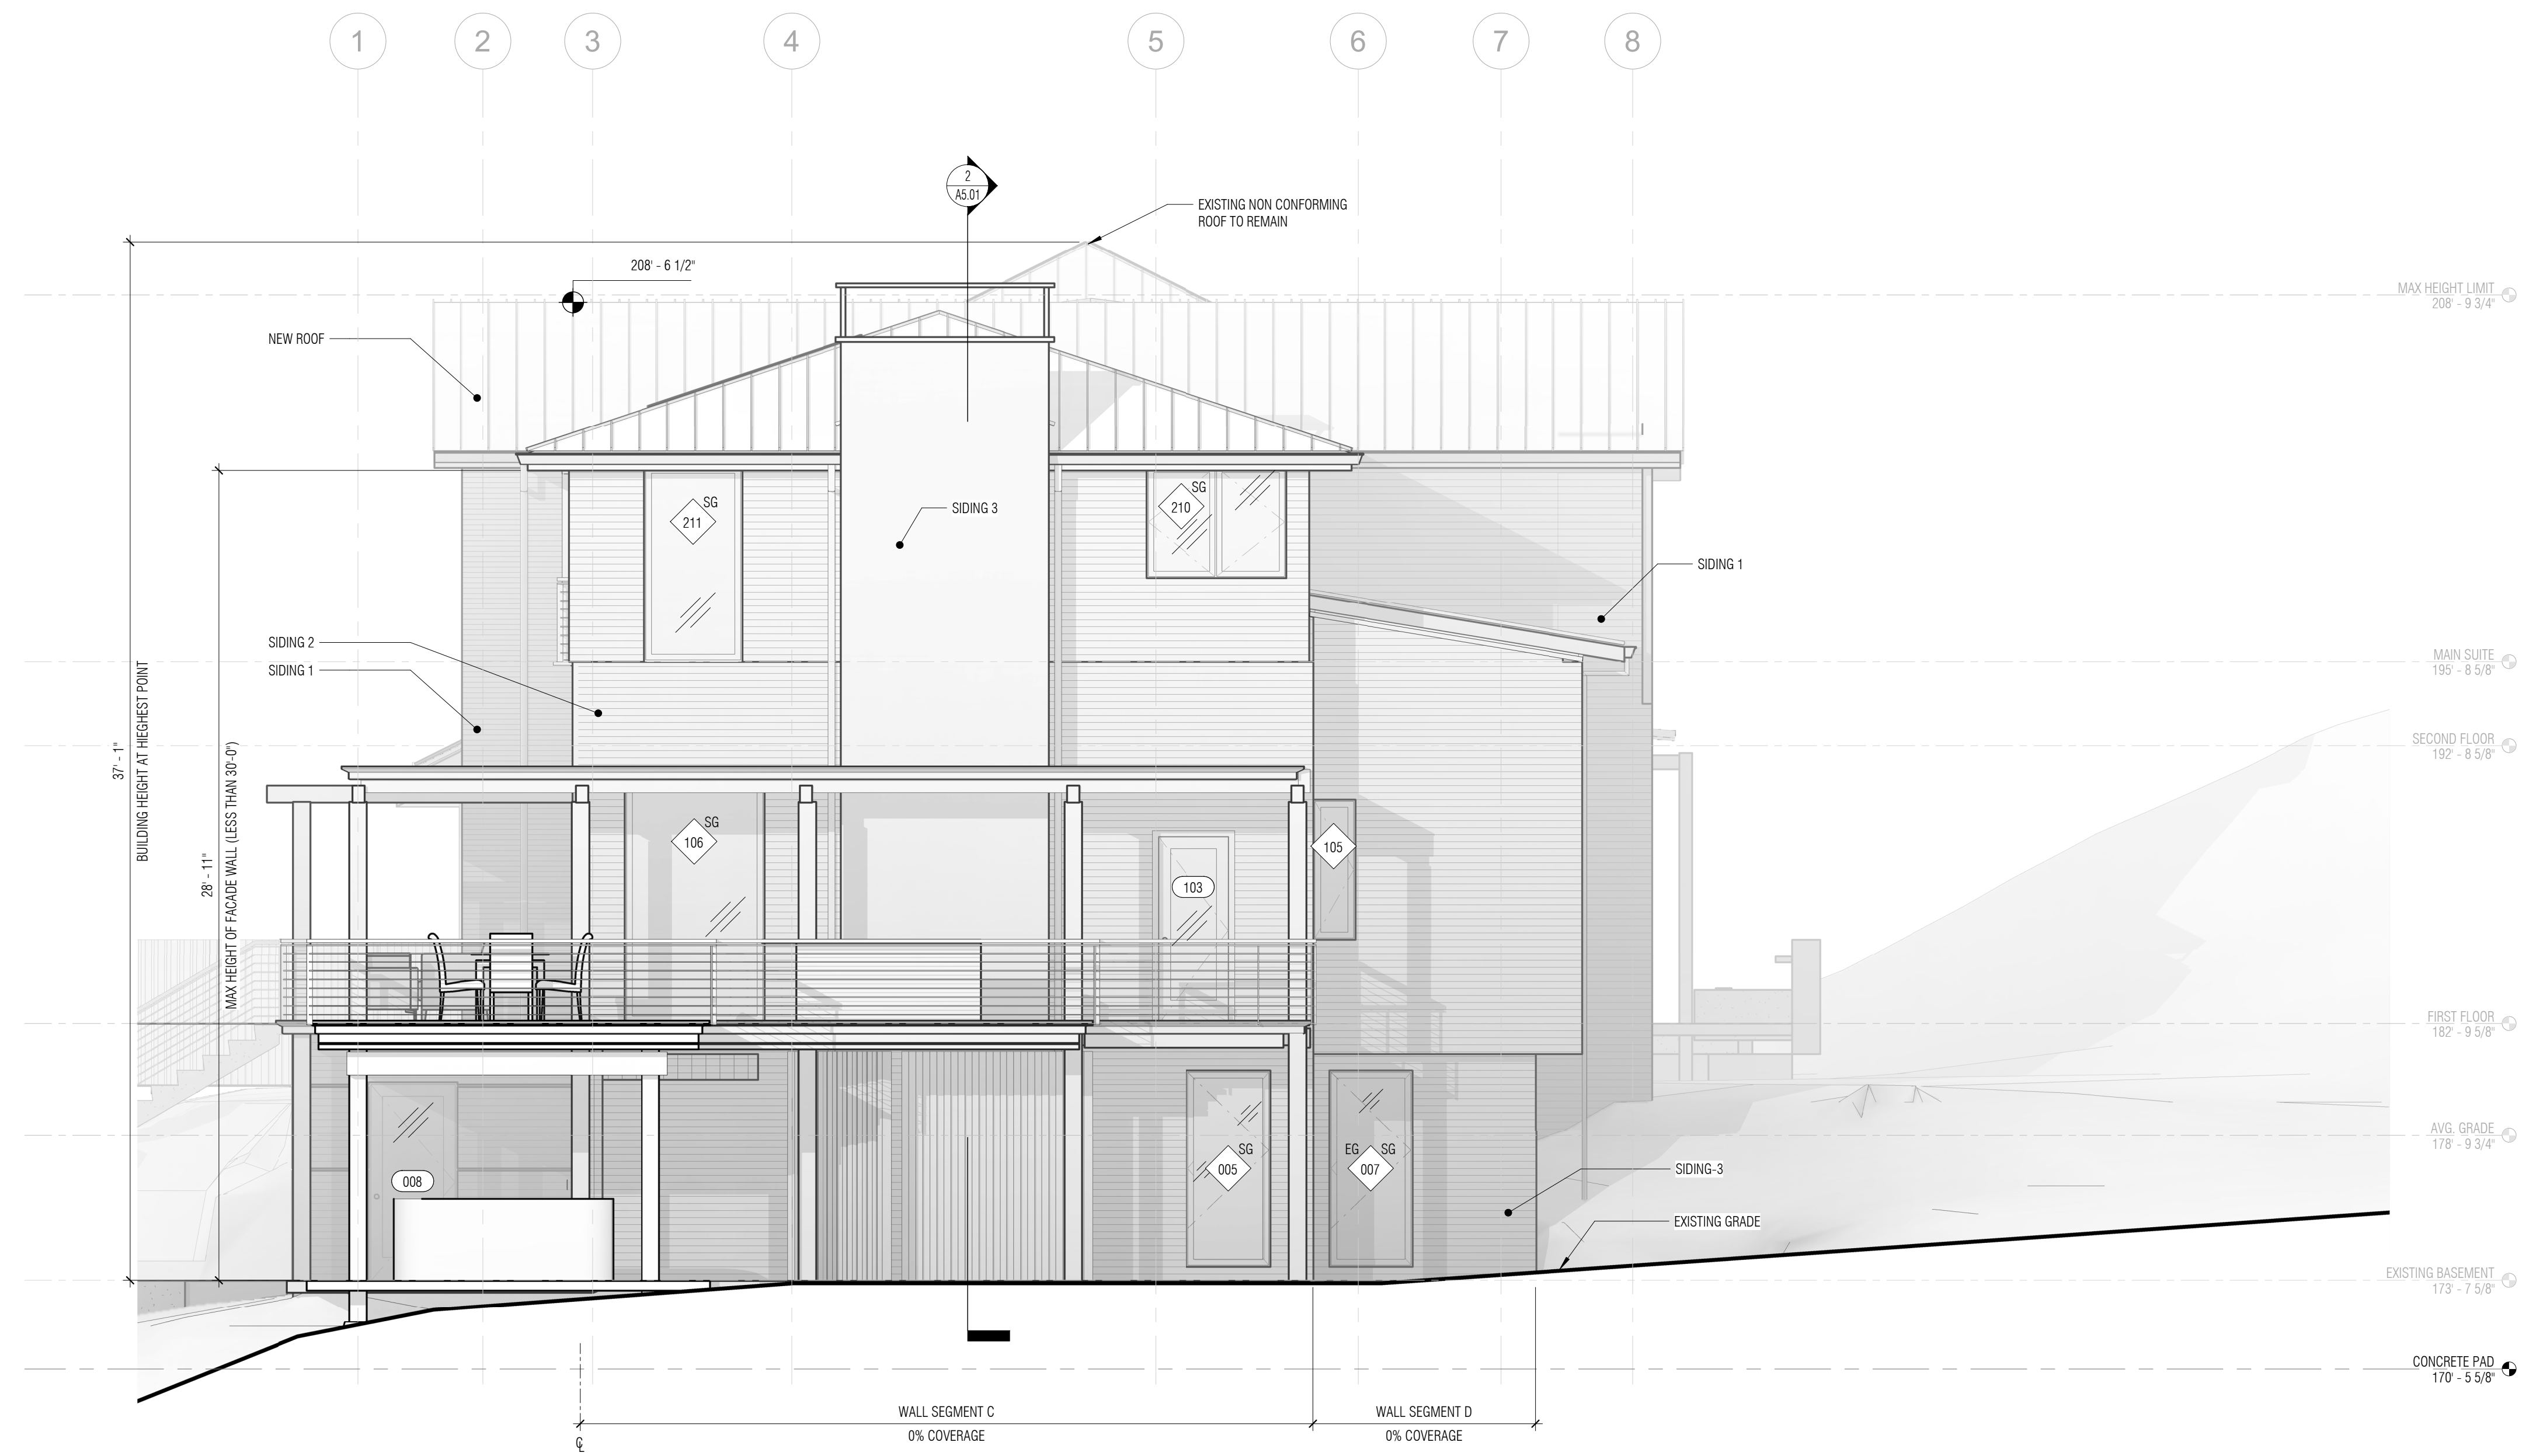 1
2
3
4
5
6
7
8
2
A5.01
EXISTING NON CONFORMING
ROOF TO REMAIN
208' - 6 1/2"
MAX HEIGHT LIMIT
208' - 9 3/4"
NEW ROOF
SG
211
SG
210
SIDING 3
SIDING 1
SIDING 2
SIDING 1
MAIN SUITE
195' - 8 5/8"
SECOND FLOOR
192' - 8 5/8"
37' - 1"
BUILDING HEIGHT AT HIEGHEST POINT
28' - 11"
MAX HEIGHT OF FACADE WALL (LESS THAN 30'-0")
SG
106
105
103
FIRST FLOOR
182' - 9 5/8"
AVG. GRADE
178' - 9 3/4"
SG
005
EG SG
007
008
SIDING-3
EXISTING GRADE
EXISTING BASEMENT
173' - 7 5/8"
CONCRETE PAD
170' - 5 5/8"
WALL SEGMENT C
0% COVERAGE
WALL SEGMENT D
0% COVERAGE
℄